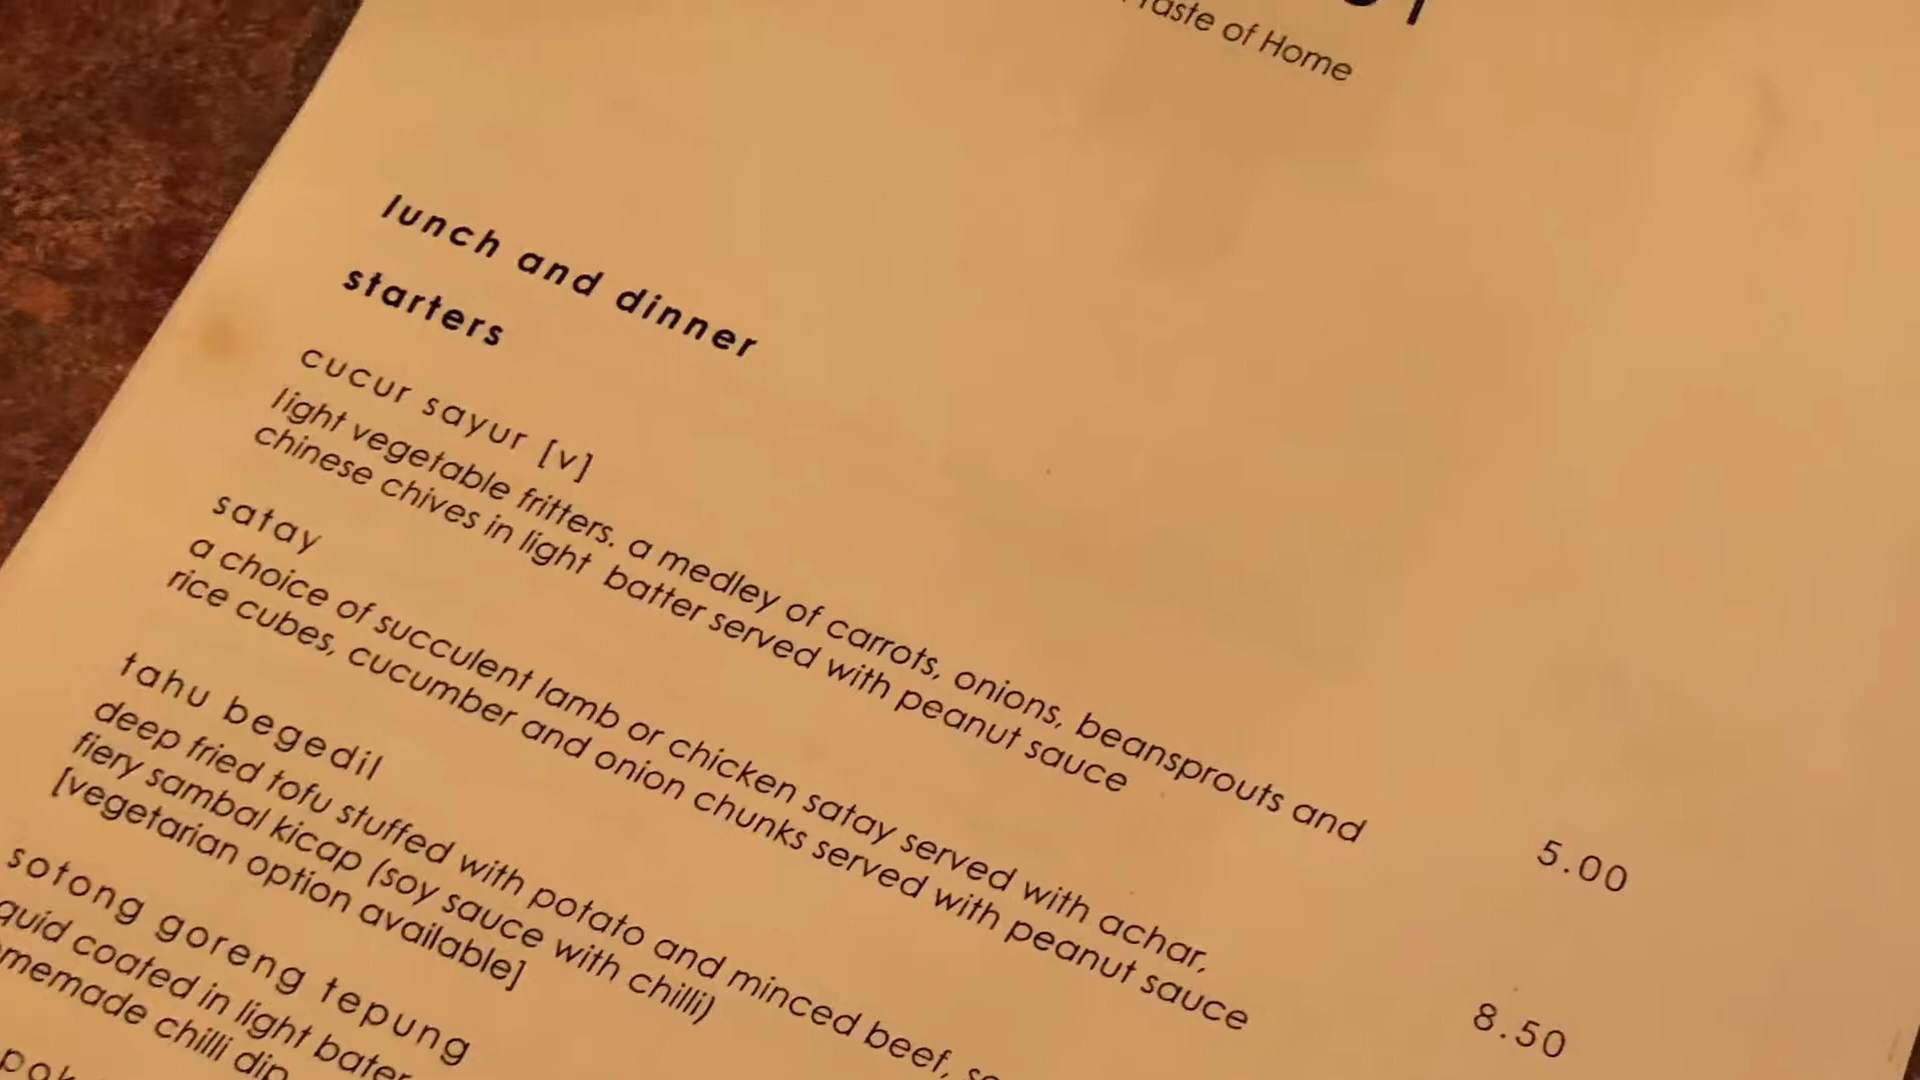 Taste of Home
lunch and dinner
starters
cucur sayur [v]
light vegetable fritters. a medley of carrots, onions, beansprouts and
chinese chives in light batter served with peanut sauce
5.00
satay
a choice of succulent lamb or chicken satay served with achar,
rice cubes, cucumber and onion chunks served with peanut sauce
8.50
tahu begedil
deep fried tofu stuffed with potato and minced beef,
fiery sambal kicap (soy sauce with chilli)
[vegetarian option available]
sotong goreng tepung
quid coated in light bater
memade chilli dip